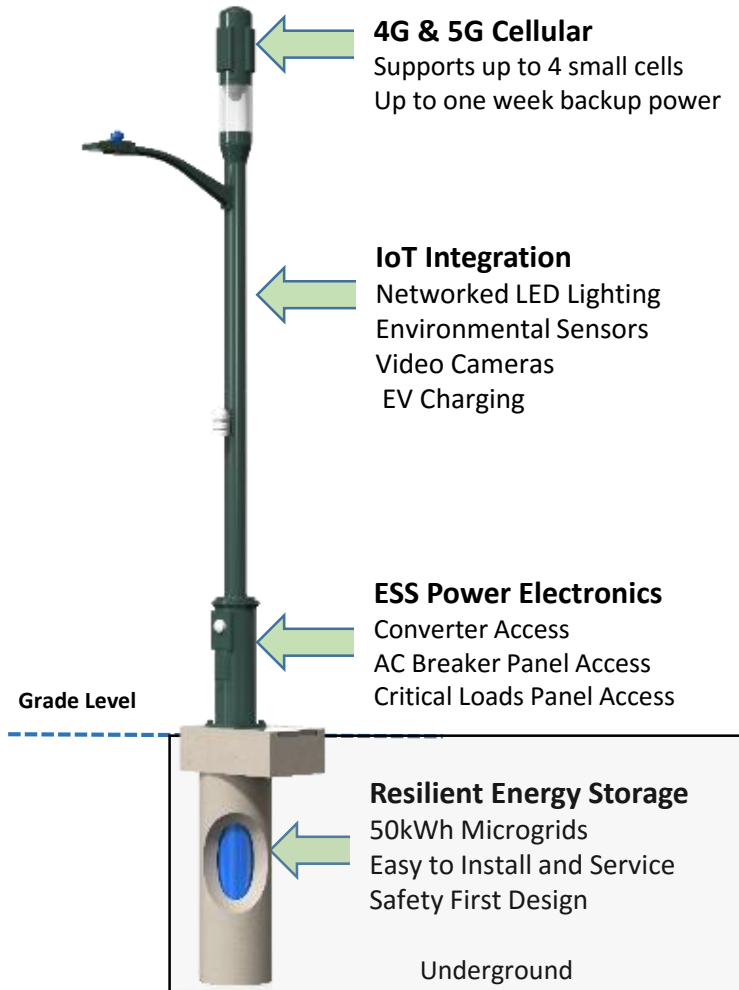 4G & 5G Cellular
Supports up to 4 small cells
Up to one week backup power
IoT Integration
Networked LED Lighting
Environmental Sensors
Video Cameras
EV Charging
ESS Power Electronics
Converter Access
AC Breaker Panel Access
Critical Loads Panel Access
Grade Level
Resilient Energy Storage
50kWh Microgrids
Easy to Install and Service
Safety First Design
Underground